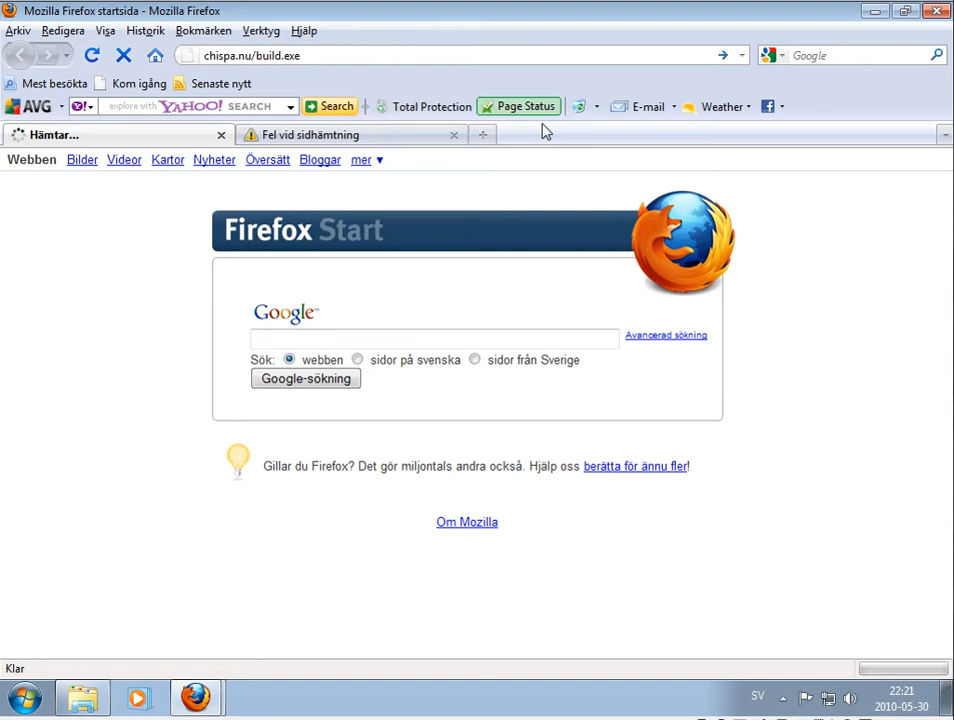 Mozilla Firefox startsida - Mozilla Firefox
Arkiv Redigera Visa Historik Bokmärken Verktyg Hjälp
chispa.nu/build.exe Google
Mest besökta Kom igång Senaste nytt
AVG Y! explore with YAHOO! SEARCH Search Total Protection Page Status E-mail Weather
Hämtar... Fel vid sidhämtning
Webben Bilder Videor Kartor Nyheter Översätt Bloggar mer ▼
Firefox Start
Google™
Avancerad sökning
Sök: webben sidor på svenska sidor från Sverige
Google-sökning
Gillar du Firefox? Det gör miljontals andra också. Hjälp oss berätta för ännu fler!
Om Mozilla
Klar
SV 22:21
2010-05-30